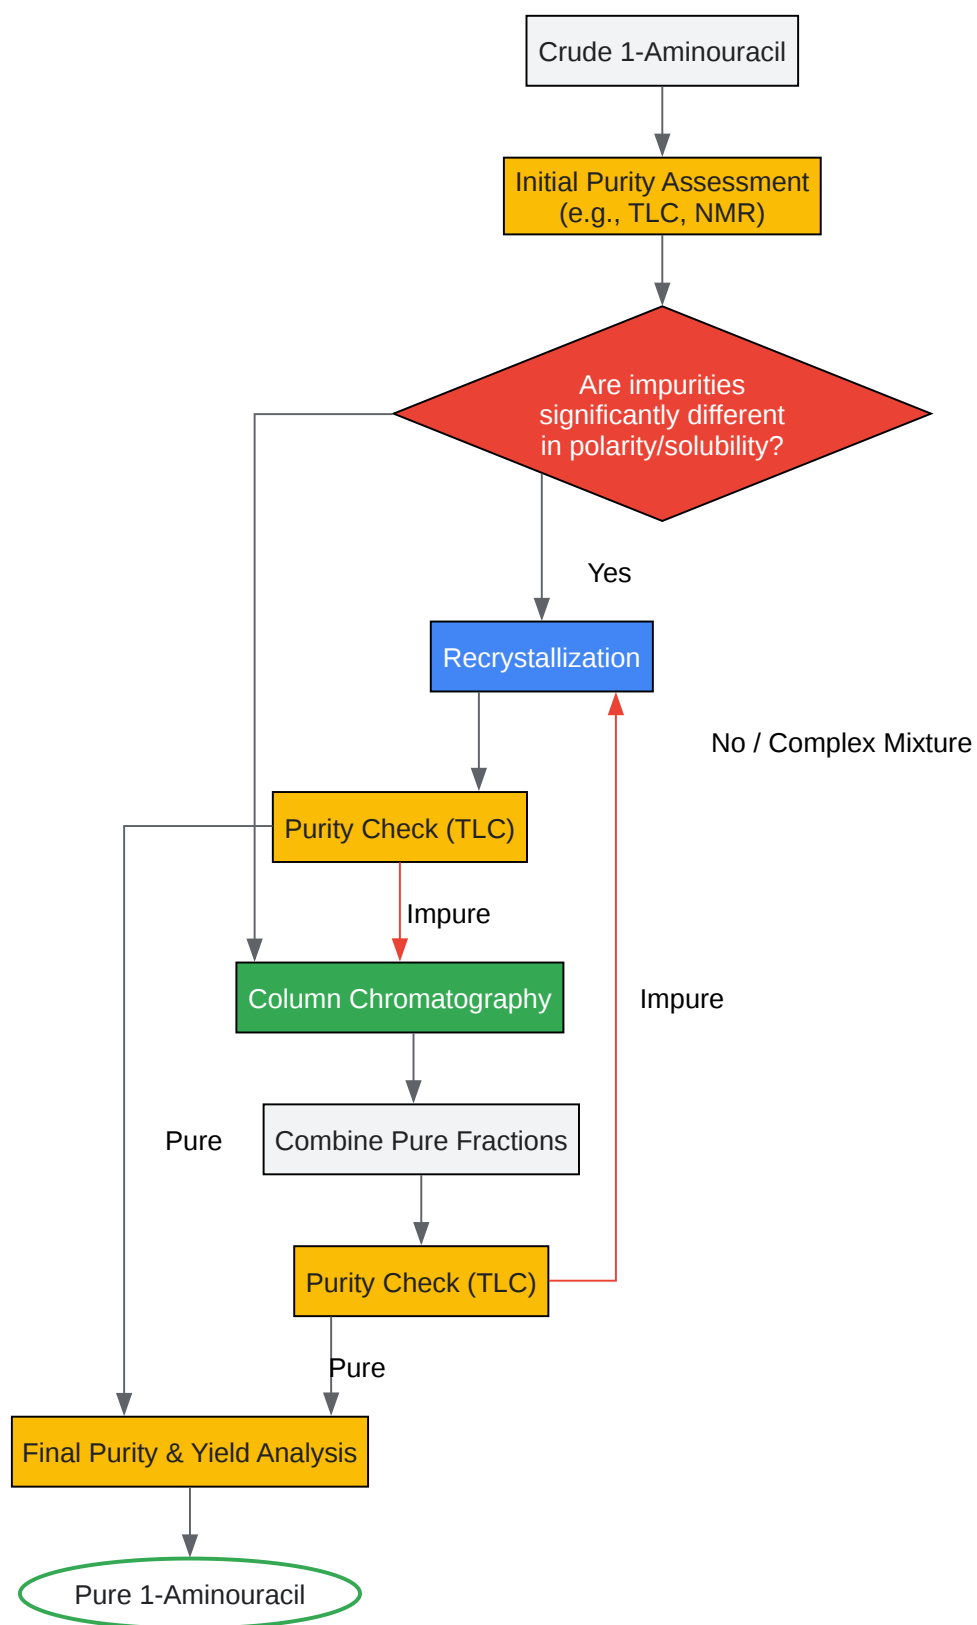 Crude 1-Aminouracil
Initial Purity Assessment
(e.g., TLC, NMR)
Are impurities
significantly different
in polarity/solubility?
Yes
Recrystallization
No / Complex Mixture
Purity Check (TLC)
Impure
Column Chromatography
Impure
Combine Pure Fractions
Pure
Purity Check (TLC)
Pure
Final Purity & Yield Analysis
Pure 1-Aminouracil